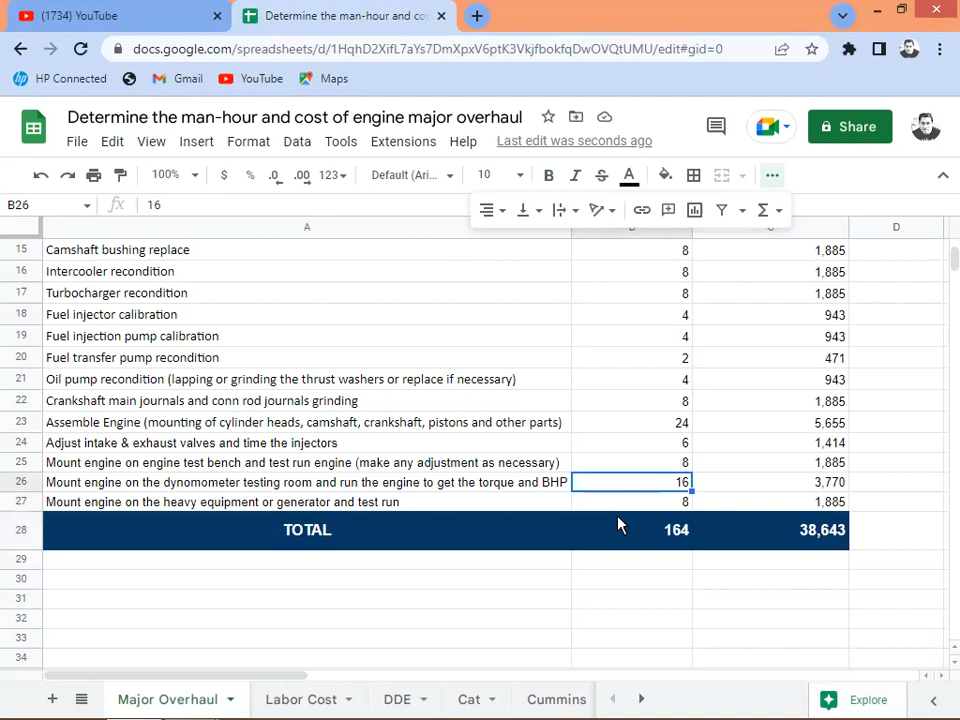 (1734) YouTube
Determine the man-hour and co
docs.google.com/spreadsheets/d/1HqhD2XifL7aYs7DmXpxV6ptK3VkjfbokfqDwOVQtUMU/edit#gid=0
HP Connected Gmail YouTube Maps
Determine the man-hour and cost of engine major overhaul
File Edit View Insert Format Data Tools Extensions Help Last edit was seconds ago
Share
100% $ % .0 .00 123 Default (Ari... 10 B I S A
B26 fx 16
A D
15 Camshaft bushing replace 8 1,885
16 Intercooler recondition 8 1,885
17 Turbocharger recondition 8 1,885
18 Fuel injector calibration 4 943
19 Fuel injection pump calibration 4 943
20 Fuel transfer pump recondition 2 471
21 Oil pump recondition (lapping or grinding the thrust washers or replace if necessary) 4 943
22 Crankshaft main journals and conn rod journals grinding 8 1,885
23 Assemble Engine (mounting of cylinder heads, camshaft, crankshaft, pistons and other parts) 24 5,655
24 Adjust intake & exhaust valves and time the injectors 6 1,414
25 Mount engine on engine test bench and test run engine (make any adjustment as necessary) 8 1,885
26 Mount engine on the dynomometer testing room and run the engine to get the torque and BHP 16 3,770
27 Mount engine on the heavy equipment or generator and test run 8 1,885
28 TOTAL 164 38,643
29
30
31
32
33
34
Major Overhaul Labor Cost DDE Cat Cummins Explore